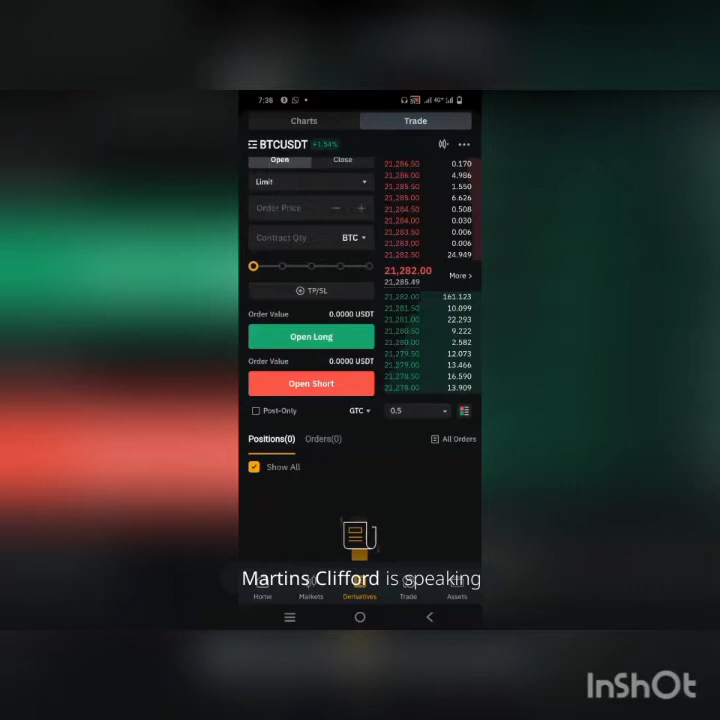 7:38
4G+
Charts
Trade
BTCUSDT +1.54%
Open
Close
Limit
Order Price
Contract Qty
BTC
TP/SL
Order Value
0.0000 USDT
Open Long
Order Value
0.0000 USDT
Open Short
Post-Only
GTC
21,286.50 0.170
21,286.00 4.986
21,285.50 1.550
21,285.00 6.626
21,284.50 0.508
21,284.00 0.030
21,283.50 0.006
21,283.00 0.006
21,282.50 24.949
21,282.00
21,285.49
More >
21,282.00 161.123
21,281.50 10.099
21,281.00 22.293
21,280.50 9.222
21,280.00 2.582
21,279.50 12.073
21,279.00 13.466
21,278.50 16.590
21,278.00 13.909
0.5
Positions(0)
Orders(0)
All Orders
Show All
Martins Clifford is speaking
Home
Markets
Derivatives
Trade
Assets
InShOt